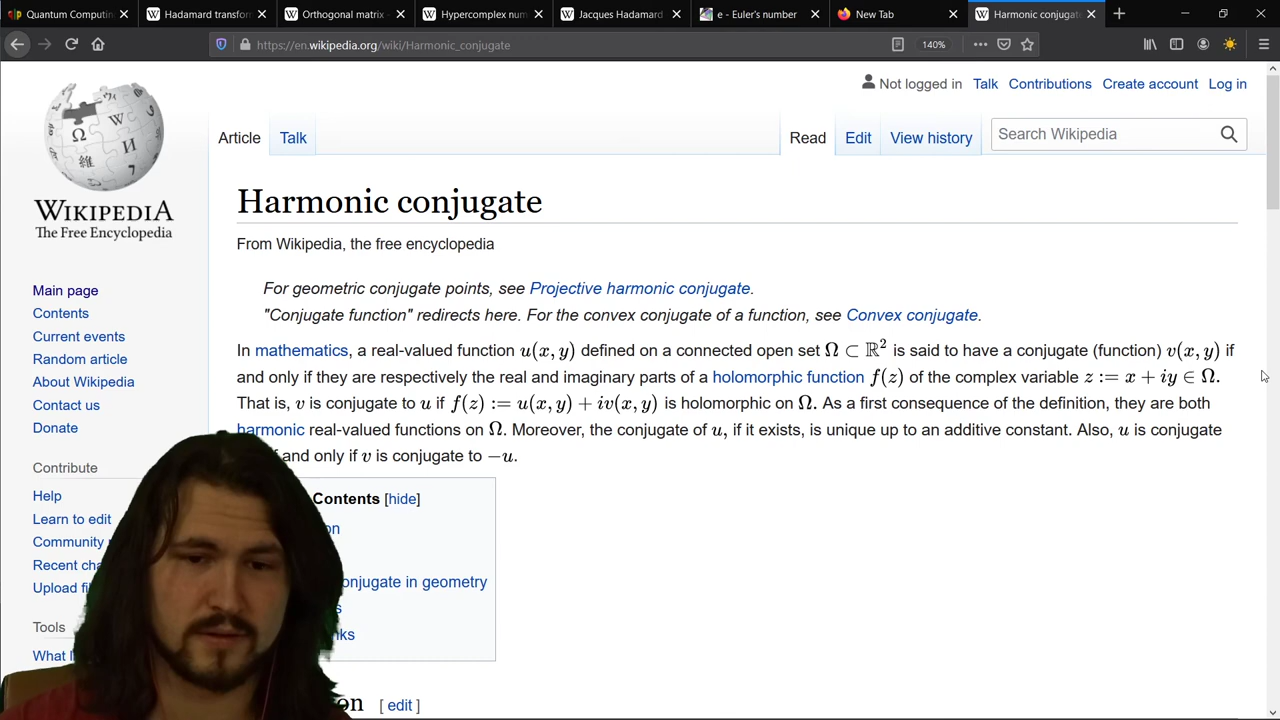 Quantum Computin
Hadamard transfor
Orthogonal matrix
Hypercomplex num
Jacques Hadamard
e - Euler's number
New Tab
Harmonic conjugate
https://en.wikipedia.org/wiki/Harmonic_conjugate
140%
Not logged in Talk Contributions Create account Log in
Article Talk
Read Edit View history
Search Wikipedia
WIKIPEDIA
The Free Encyclopedia
Harmonic conjugate
From Wikipedia, the free encyclopedia
For geometric conjugate points, see Projective harmonic conjugate.
"Conjugate function" redirects here. For the convex conjugate of a function, see Convex conjugate.
In mathematics, a real-valued function u(x, y) defined on a connected open set Ω ⊂ ℝ² is said to have a conjugate (function) v(x, y) if
and only if they are respectively the real and imaginary parts of a holomorphic function f(z) of the complex variable z := x + iy ∈ Ω.
That is, v is conjugate to u if f(z) := u(x, y) + iv(x, y) is holomorphic on Ω. As a first consequence of the definition, they are both
harmonic real-valued functions on Ω. Moreover, the conjugate of u, if it exists, is unique up to an additive constant. Also, u is conjugate
and only if v is conjugate to −u.
Contents [hide]
onjugate in geometry
[ edit ]
Main page
Contents
Current events
Random article
About Wikipedia
Contact us
Donate
Contribute
Help
Learn to edit
Community
Recent cha
Upload fil
Tools
What l